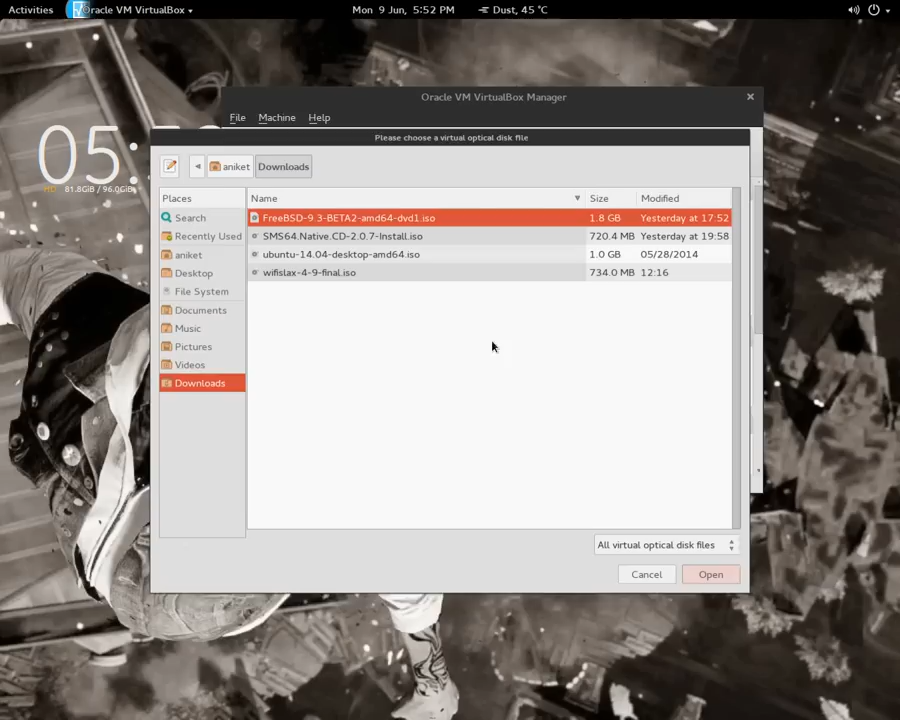 Activities Oracle VM VirtualBox Mon 9 Jun, 5:52 PM Dust, 45 °C
Oracle VM VirtualBox Manager
File Machine Help
Please choose a virtual optical disk file
05:
HD 81.8GiB / 96.0GiB
aniket Downloads
Places Name Size Modified
Search FreeBSD-9.3-BETA2-amd64-dvd1.iso 1.8 GB Yesterday at 17:52
Recently Used SMS64.Native.CD-2.0.7-Install.iso 720.4 MB Yesterday at 19:58
aniket ubuntu-14.04-desktop-amd64.iso 1.0 GB 05/28/2014
Desktop wifislax-4-9-final.iso 734.0 MB 12:16
File System
Documents
Music
Pictures
Videos
Downloads
All virtual optical disk files
Cancel Open